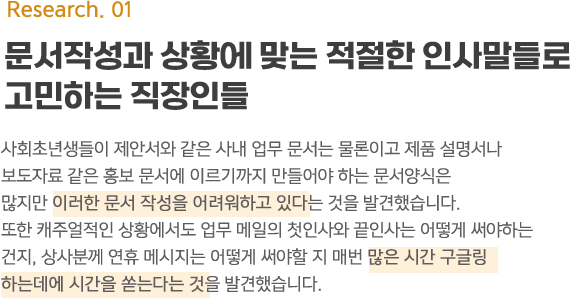 Research. 01
문서작성과 상황에 맞는 적절한 인사말들로
고민하는 직장인들
사회초년생들이 제안서와 같은 사내 업무 문서는 물론이고 제품 설명서나
보도자료 같은 홍보 문서에 이르기까지 만들어야 하는 문서양식은
많지만 이러한 문서 작성을 어려워하고 있다는 것을 발견했습니다.
또한 캐주얼적인 상황에서도 업무 메일의 첫인사와 끝인사는 어떻게 써야하는
건지, 상사분께 연휴 메시지는 어떻게 써야할 지 매번 많은 시간 구글링
하는데에 시간을 쏟는다는 것을 발견했습니다.